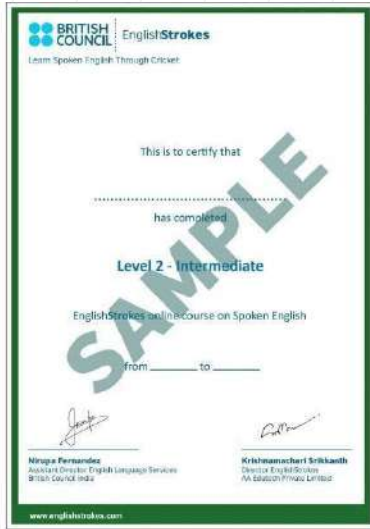 BRITISH
COUNCIL
EnglishStrokes
Learn Spoken English Through Cricket
This is to certify that
has completed
Level 2 - Intermediate
EnglishStrokes online course on Spoken English
from ________ to ________
SAMPLE
Nirupa Fernandez
Assistant Director English Language Services
British Council India
Krishnamachari Srikkanth
Director EnglishStrokes
AA Edutech Private Limited
www.englishstrokes.com